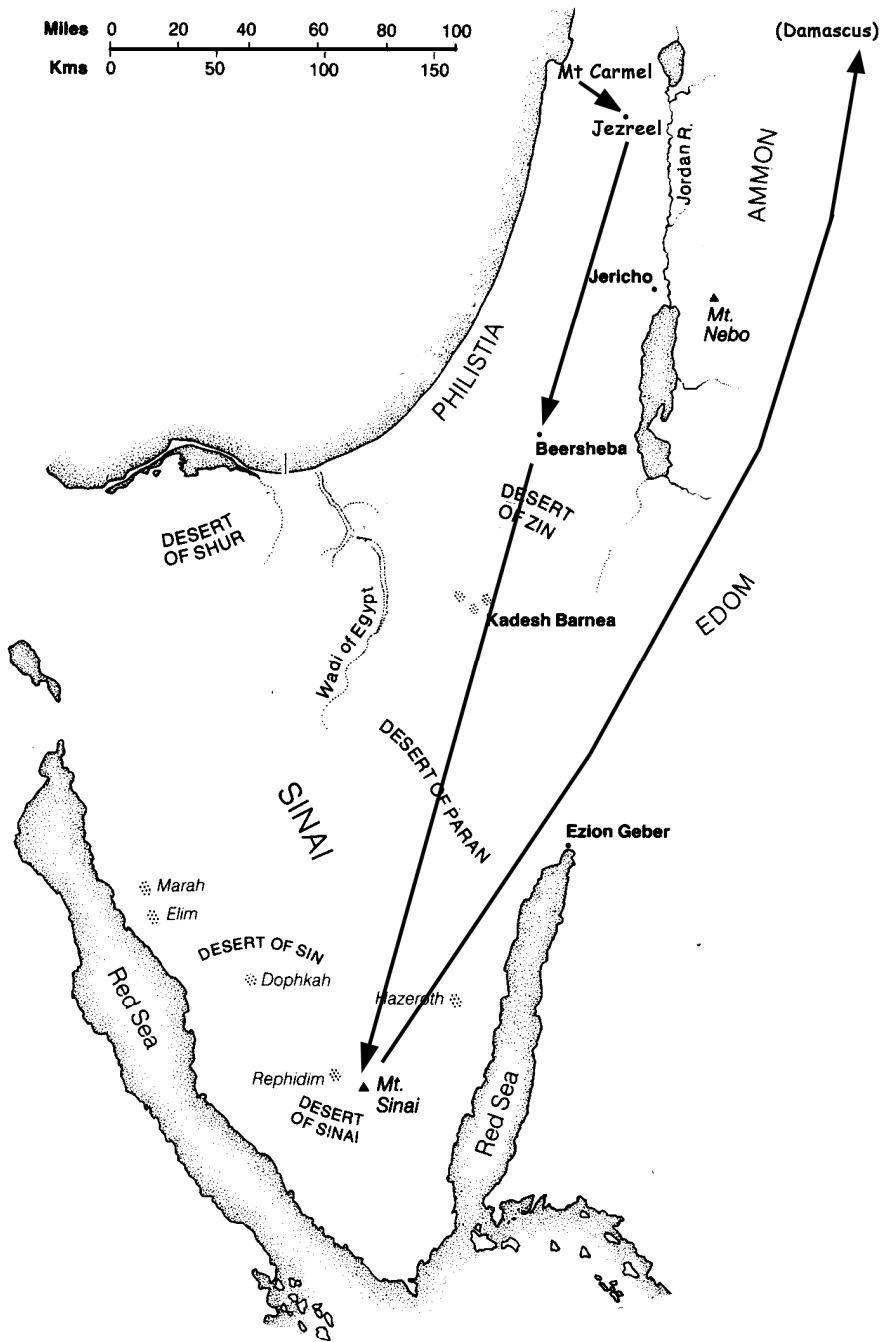 Miles 0 20 40 60 80 100
Kms 0 50 100 150
(Damascus)
Mt Carmel
Jezreel
Jordan R.
AMMON
Jericho
Mt.
Nebo
PHILISTIA
Beersheba
DESERT
OF ZIN
DESERT
OF SHUR
Wadi of Egypt
Kadesh Barnea
EDOM
DESERT OF PARAN
SINAI
Ezion Geber
Marah
Elim
DESERT OF SIN
Dophkah
Hazeroth
Red Sea
Rephidim
Mt.
Sinai
DESERT
OF SINAI
Red Sea